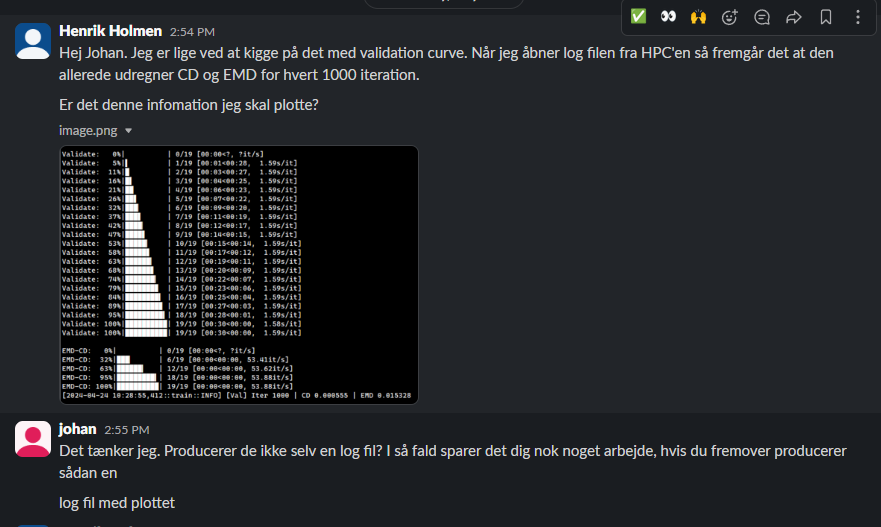 Henrik Holmen 2:54 PM
Hej Johan. Jeg er lige ved at kigge på det med validation curve. Når jeg åbner log filen fra HPC'en så fremgår det at den
allerede udregner CD og EMD for hvert 1000 iteration.
Er det denne infomation jeg skal plotte?
image.png
Validate: 0%| | 0/19 [00:00<?, ?it/s]
Validate: 5%| | 1/19 [00:01<00:28, 1.59s/it]
Validate: 11%| | 2/19 [00:03<00:27, 1.59s/it]
Validate: 16%| | 3/19 [00:04<00:25, 1.59s/it]
Validate: 21%| | 4/19 [00:06<00:23, 1.59s/it]
Validate: 26%| | 5/19 [00:07<00:22, 1.59s/it]
Validate: 32%| | 6/19 [00:09<00:20, 1.59s/it]
Validate: 37%| | 7/19 [00:11<00:19, 1.59s/it]
Validate: 42%| | 8/19 [00:12<00:17, 1.59s/it]
Validate: 47%| | 9/19 [00:14<00:15, 1.59s/it]
Validate: 53%| | 10/19 [00:15<00:14, 1.59s/it]
Validate: 58%| | 11/19 [00:17<00:12, 1.59s/it]
Validate: 63%| | 12/19 [00:19<00:11, 1.59s/it]
Validate: 68%| | 13/19 [00:20<00:09, 1.59s/it]
Validate: 74%| | 14/19 [00:22<00:07, 1.59s/it]
Validate: 79%| | 15/19 [00:23<00:06, 1.59s/it]
Validate: 84%| | 16/19 [00:25<00:04, 1.59s/it]
Validate: 89%| | 17/19 [00:27<00:03, 1.59s/it]
Validate: 95%| | 18/19 [00:28<00:01, 1.59s/it]
Validate: 100%| | 19/19 [00:30<00:00, 1.58s/it]
Validate: 100%| | 19/19 [00:30<00:00, 1.59s/it]
EMD-CD: 0%| | 0/19 [00:00<?, ?it/s]
EMD-CD: 32%| | 6/19 [00:00<00:00, 53.41it/s]
EMD-CD: 63%| | 12/19 [00:00<00:00, 53.62it/s]
EMD-CD: 95%| | 18/19 [00:00<00:00, 53.88it/s]
EMD-CD: 100%| | 19/19 [00:00<00:00, 53.88it/s]
[2024-04-24 10:28:55,412::train::INFO] [Val] Iter 1000 | CD 0.000555 | EMD 0.015328
johan 2:55 PM
Det tænker jeg. Producerer de ikke selv en log fil? I så fald sparer det dig nok noget arbejde, hvis du fremover producerer
sådan en
log fil med plottet